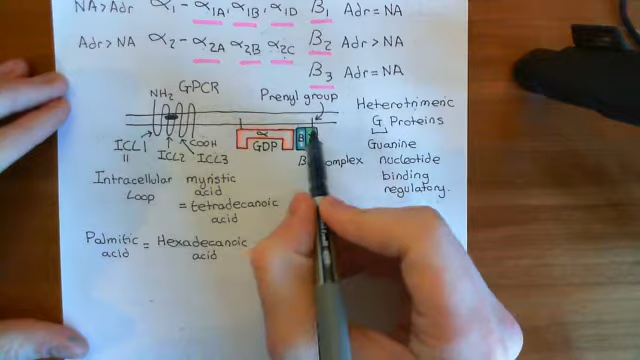 NA>Adr α₁ - α₁A, α₁B, α₁D β₁ Adr = NA
Adr > NA α₂ - α₂A α₂B α₂C β₂ Adr > NA
β₃ Adr = NA
NH₂ GPCR
Prenyl group
Heterotrimeric
G Proteins
α
GDP
β
ICL1
COOH
ICL2
ICL3
complex
Guanine
nucleotide
binding
regulatory.
=
Intracellular
Loop
myristic
acid
= tetradecanoic
acid
Palmitic
acid
= Hexadecanoic
acid